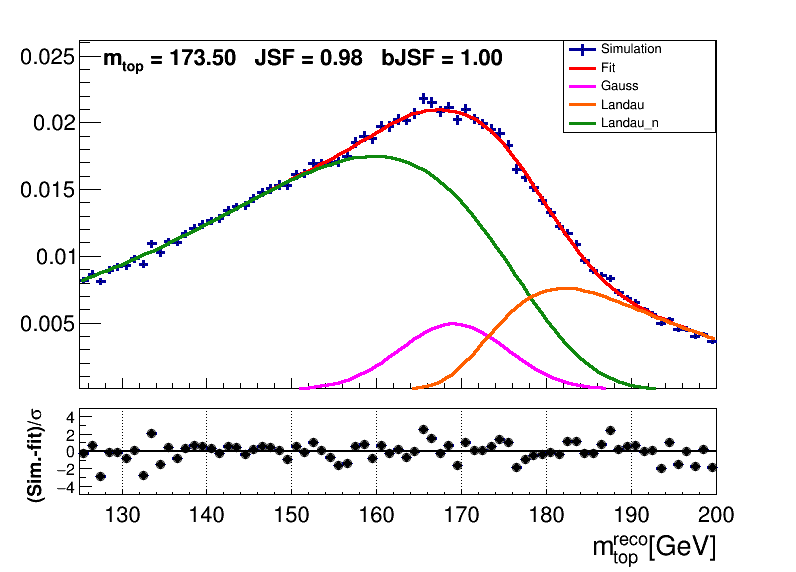 m_top = 173.50 JSF = 0.98 bJSF = 1.00
Simulation
Fit
Gauss
Landau
Landau_n
0.025
0.02
0.015
0.01
0.005
(Sim.-fit)/σ
4
2
0
−2
−4
130 140 150 160 170 180 190 200
m_top^reco[GeV]